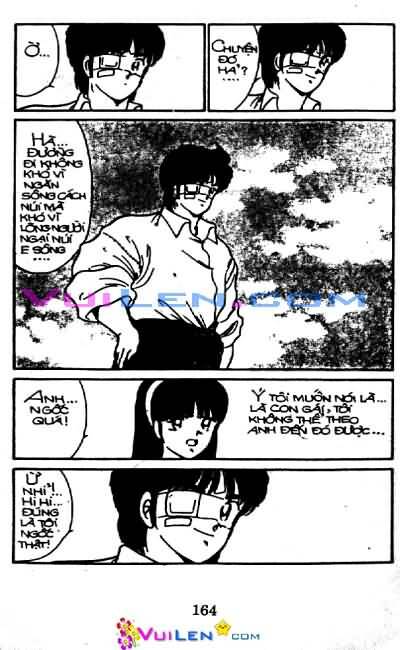 Ờ...
CHUYỆN
ĐÓ
HẢ?
....
HÀ...
ĐƯỜNG
ĐI KHÔNG
KHÓ VÌ
NGĂN
SÔNG CÁCH
NÚI MÀ
KHÓ VÌ
LÒNG NGƯỜI
NGẠI NÚI
E SÔNG
....
VUILEN.COM
ANH...
NGỐC
QUÁ!
Ý TÔI MUỐN NÓI LÀ...
LÀ CON GÁI, TÔI
KHÔNG THỂ THEO
ANH ĐẾN ĐÓ ĐƯỢC...
Ừ
NHỈ!...
HI HI...
ĐÚNG
LÀ TÔI
NGỐC
THẬT!
164
VUILEN.COM